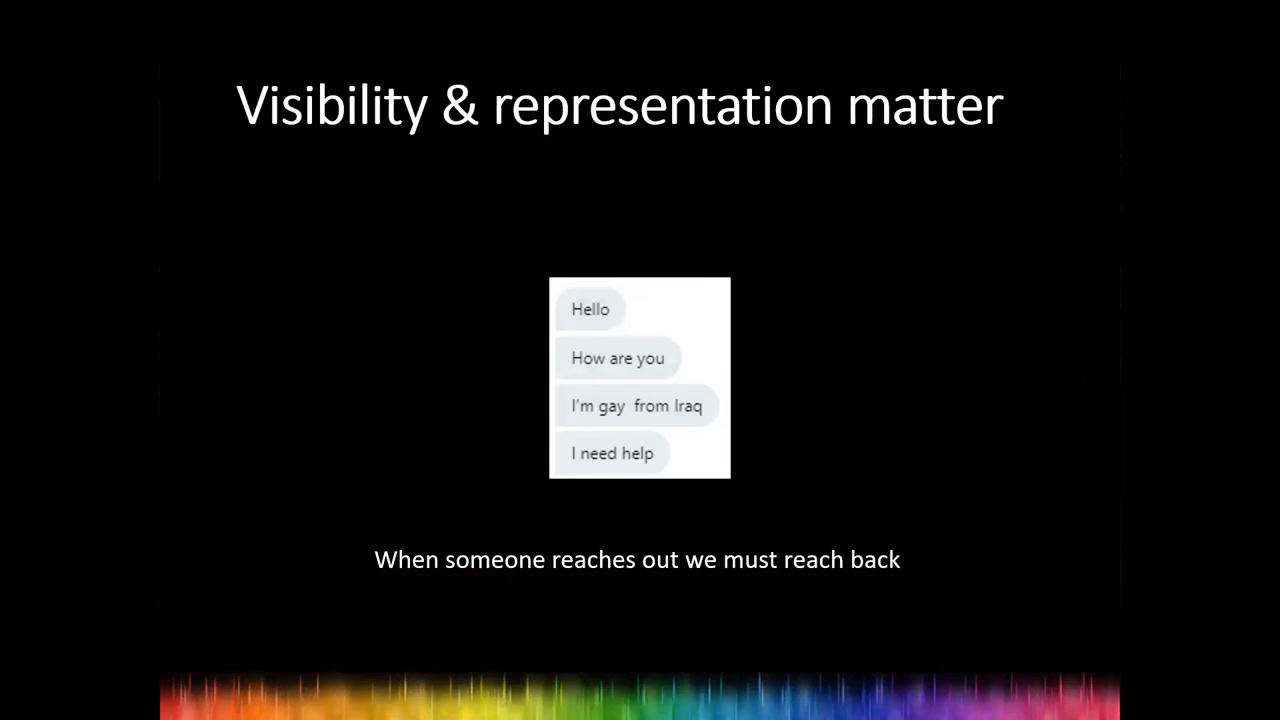 Visibility & representation matter
Hello
How are you
I'm gay  from Iraq
I need help
When someone reaches out we must reach back